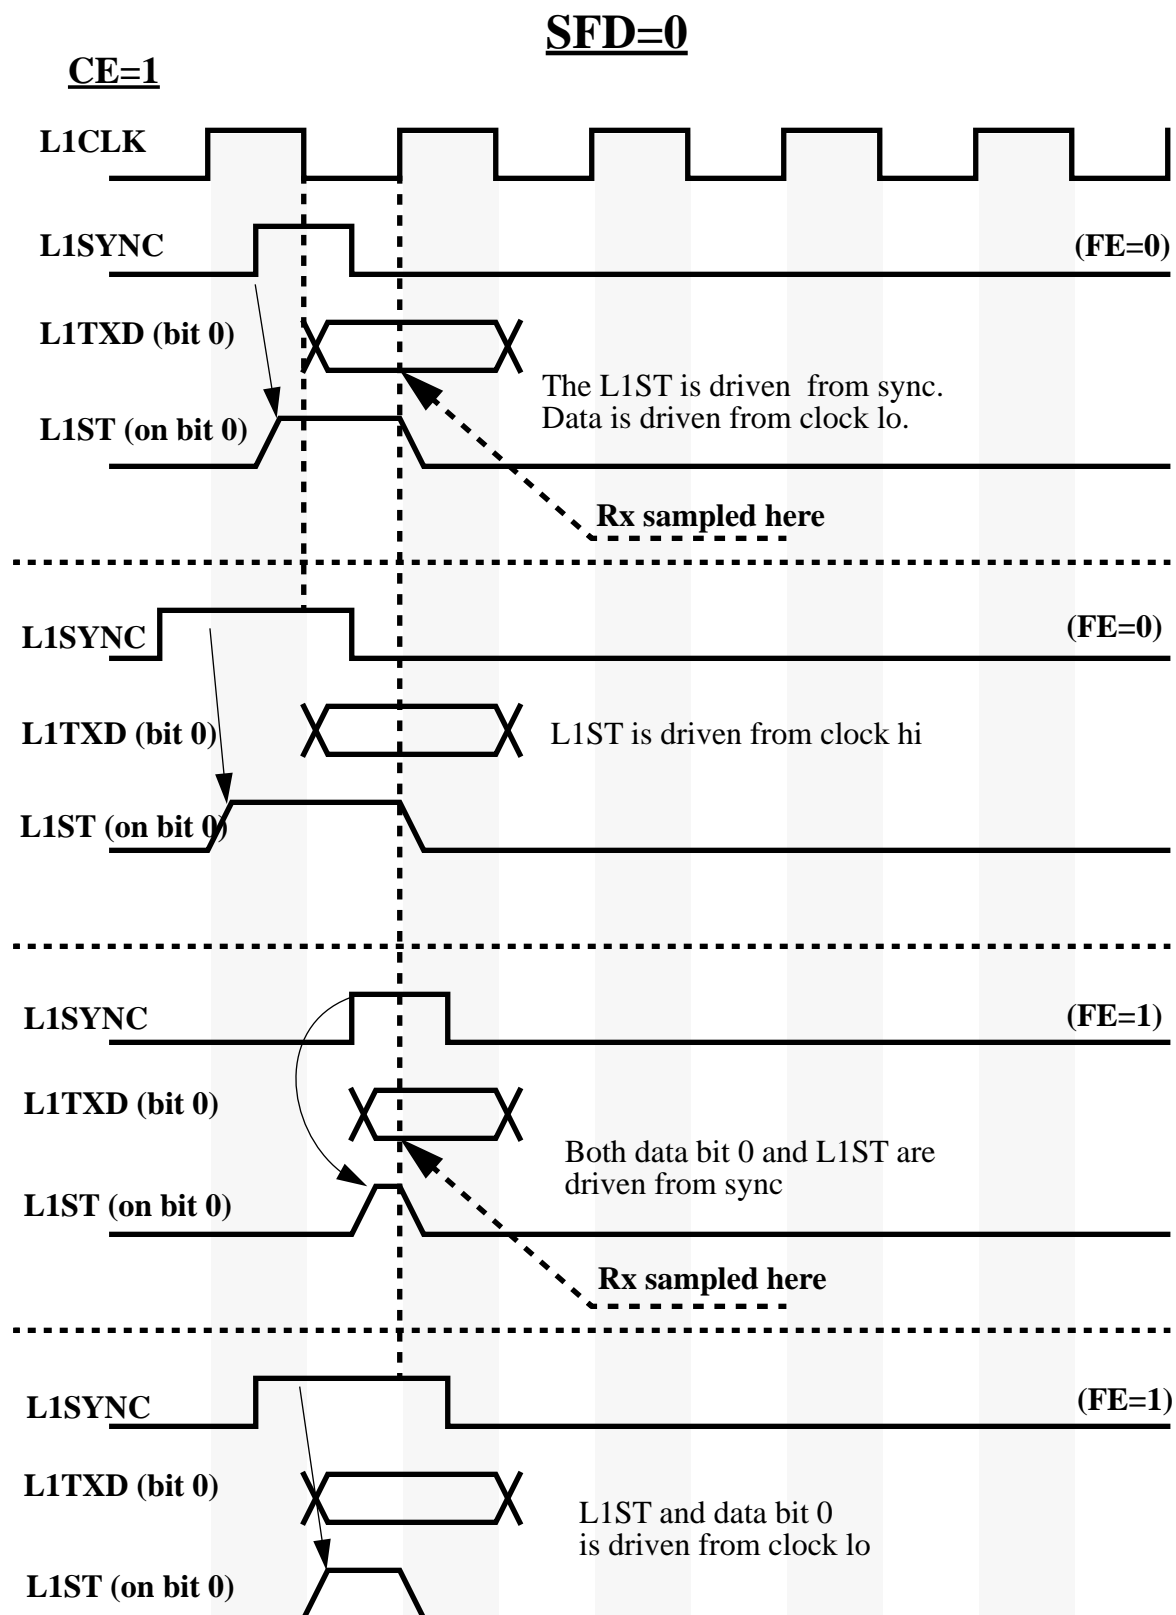 SFD=0
CE=1
L1CLK
L1SYNC
(FE=0)
L1TXD (bit 0)
The L1ST is driven from sync.
Data is driven from clock lo.
L1ST (on bit 0)
Rx sampled here
L1SYNC
(FE=0)
L1TXD (bit 0)
L1ST is driven from clock hi
L1ST (on bit 0)
L1SYNC
(FE=1)
L1TXD (bit 0)
Both data bit 0 and L1ST are
driven from sync
L1ST (on bit 0)
Rx sampled here
L1SYNC
(FE=1)
L1TXD (bit 0)
L1ST and data bit 0
is driven from clock lo
L1ST (on bit 0)